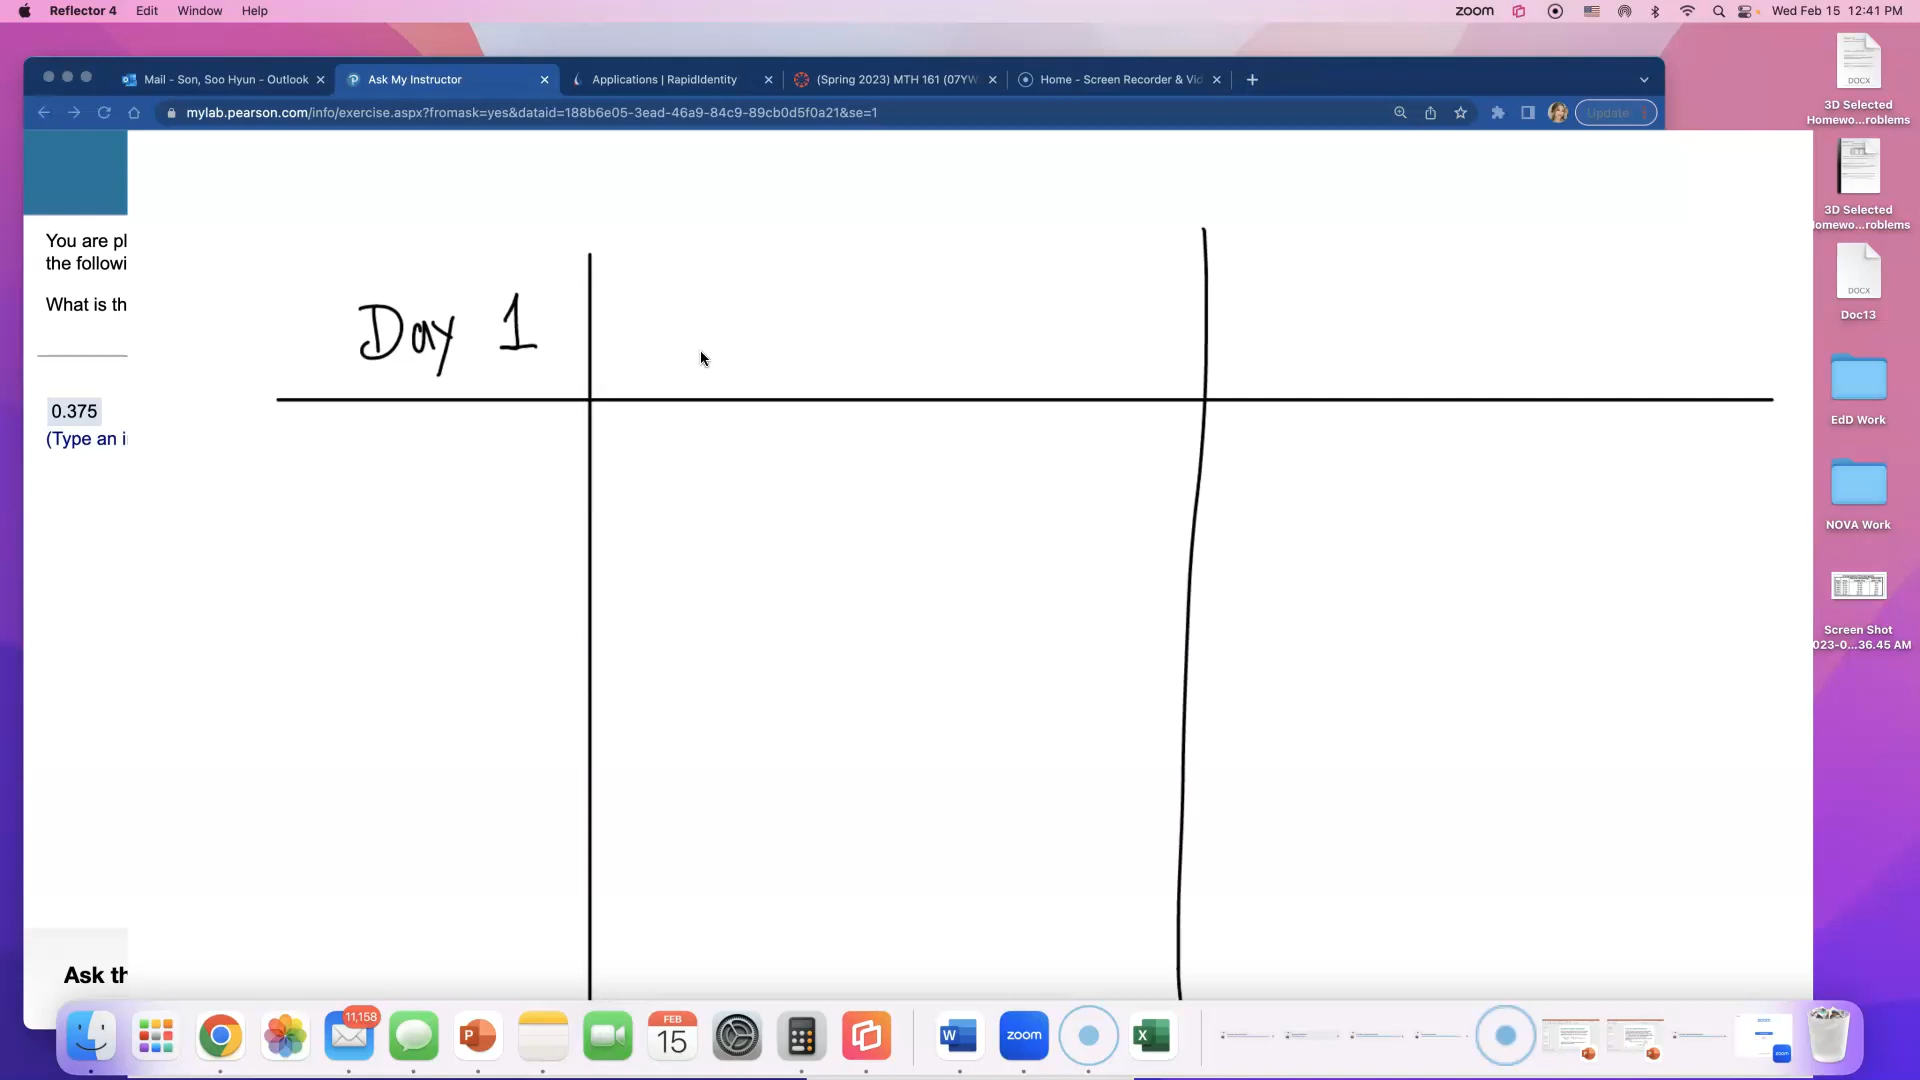 Reflector 4 Edit Window Help zoom Wed Feb 15 12:41 PM
Mail - Son, Soo Hyun - Outlook Ask My Instructor Applications | RapidIdentity (Spring 2023) MTH 161 (07YW Home - Screen Recorder & Vid
mylab.pearson.com/info/exercise.aspx?fromask=yes&dataid=188b6e05-3ead-46a9-84c9-89cb0d5f0a21&se=1 Update
You are pl
the followi
What is th
0.375
(Type an i
Ask th
Day 1
DOCX
3D Selected
Homewo...roblems
3D Selected
omewo...roblems
DOCX
Doc13
EdD Work
NOVA Work
Screen Shot
023-0...36.45 AM
11,158
FEB
15
zoom